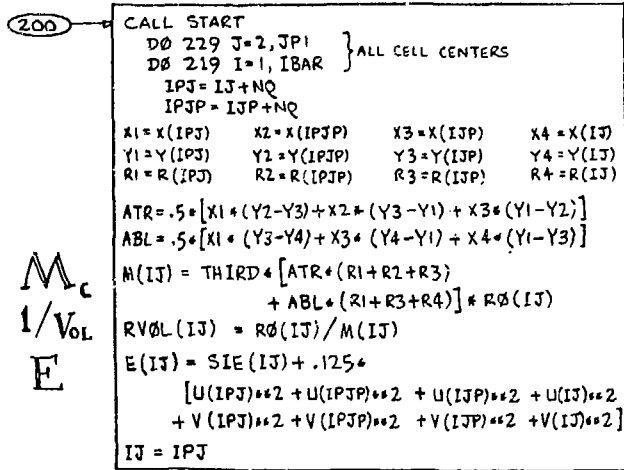 200
CALL START
DØ 229 J=2, JP1
DØ 219 I=1, IBAR
} ALL CELL CENTERS
IPJ= IJ+NQ
IPJP= IJP+NQ
X1=X(IPJ) X2=X(IPJP) X3=X(IJP) X4=X(IJ)
Y1=Y(IPJ) Y2=Y(IPJP) Y3=Y(IJP) Y4=Y(IJ)
R1=R(IPJ) R2=R(IPJP) R3=R(IJP) R4=R(IJ)
ATR=.5*[X1*(Y2-Y3)+X2*(Y3-Y1)+X3*(Y1-Y2)]
ABL=.5*[X1*(Y3-Y4)+X3*(Y4-Y1)+X4*(Y1-Y3)]
M(IJ) = THIRD*[ATR*(R1+R2+R3)
+ ABL*(R1+R3+R4)]*RØ(IJ)
RVØL(IJ) = RØ(IJ)/M(IJ)
E(IJ) = SIE(IJ)+.125*
[U(IPJ)**2+U(IPJP)**2+U(IJP)**2+U(IJ)**2
+V(IPJ)**2+V(IPJP)**2+V(IJP)**2+V(IJ)**2]
IJ = IPJ
Mc
1/VOL
E